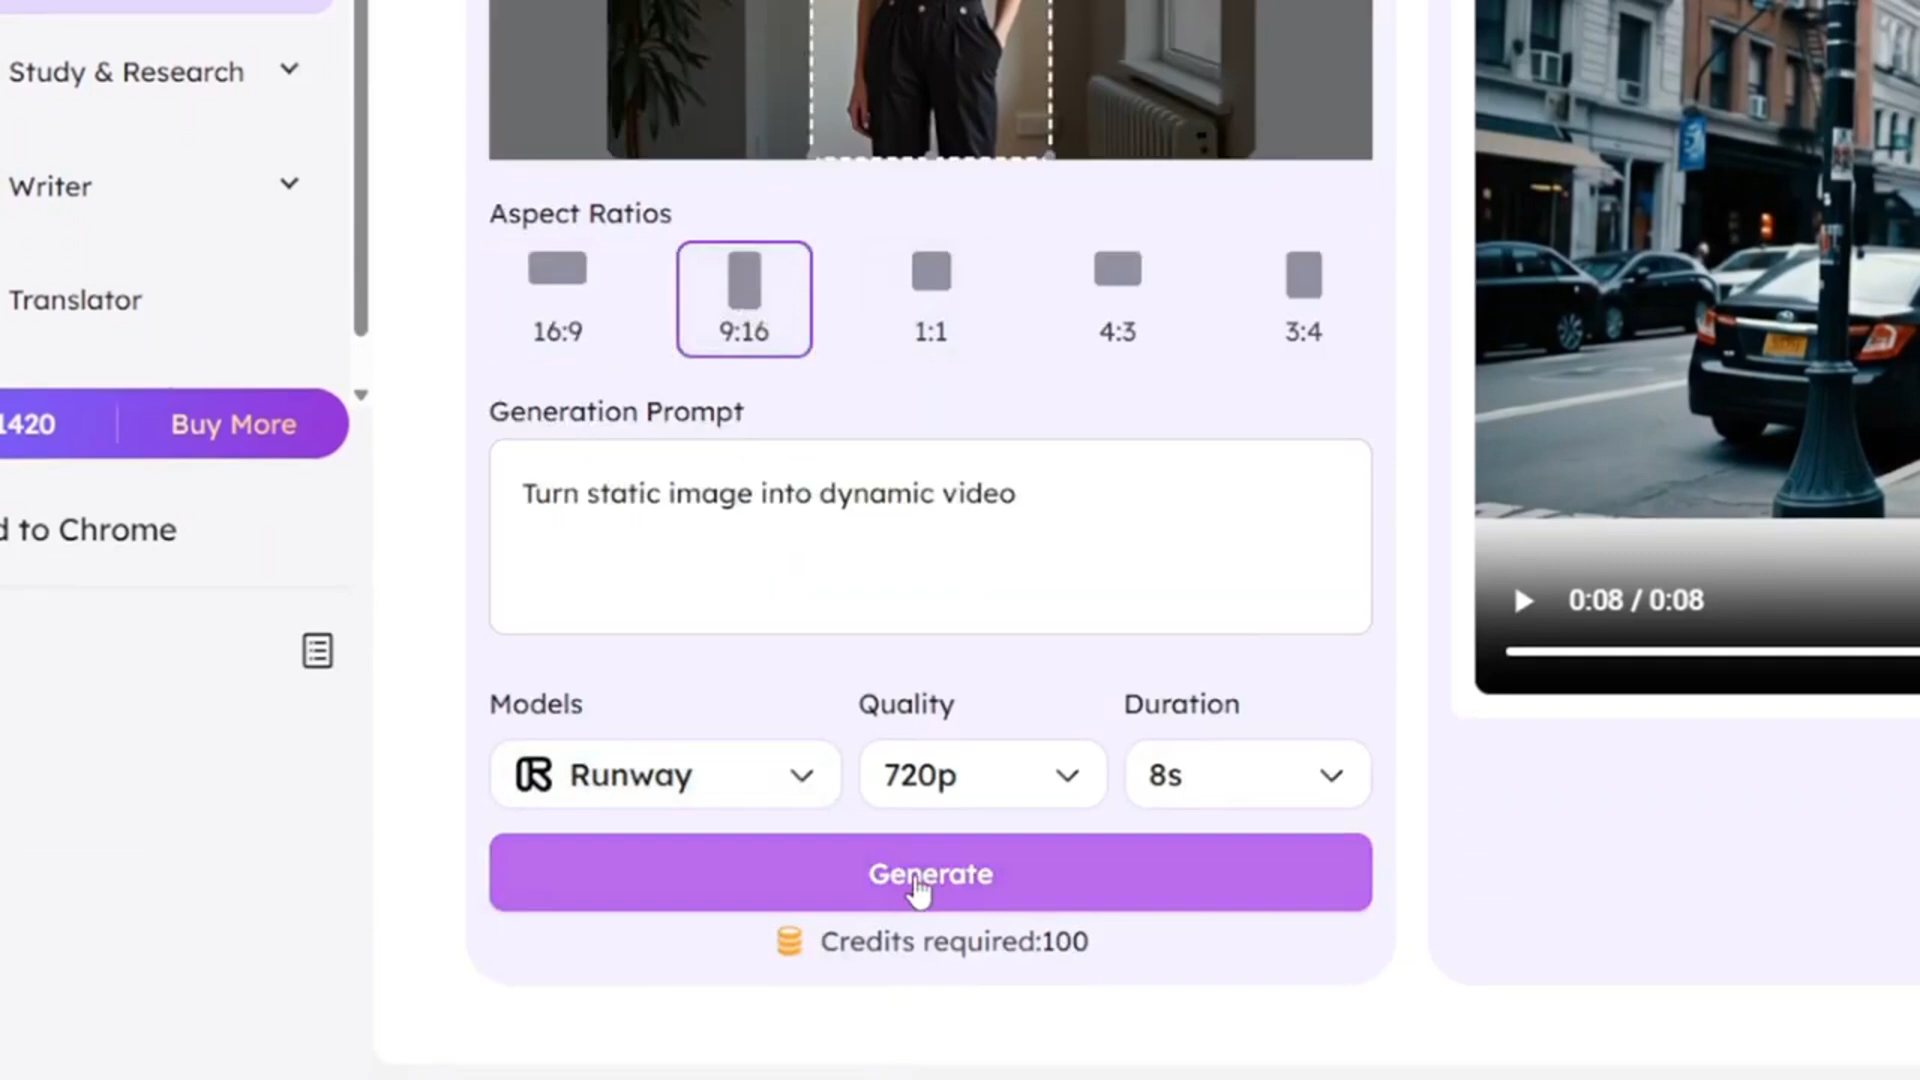 Study & Research
Writer
Translator
1420
Buy More
d to Chrome
Aspect Ratios
16:9
9:16
1:1
4:3
3:4
Generation Prompt
Turn static image into dynamic video
Models
Quality
Duration
Runway
720p
8s
Generate
Credits required:100
0:08 / 0:08